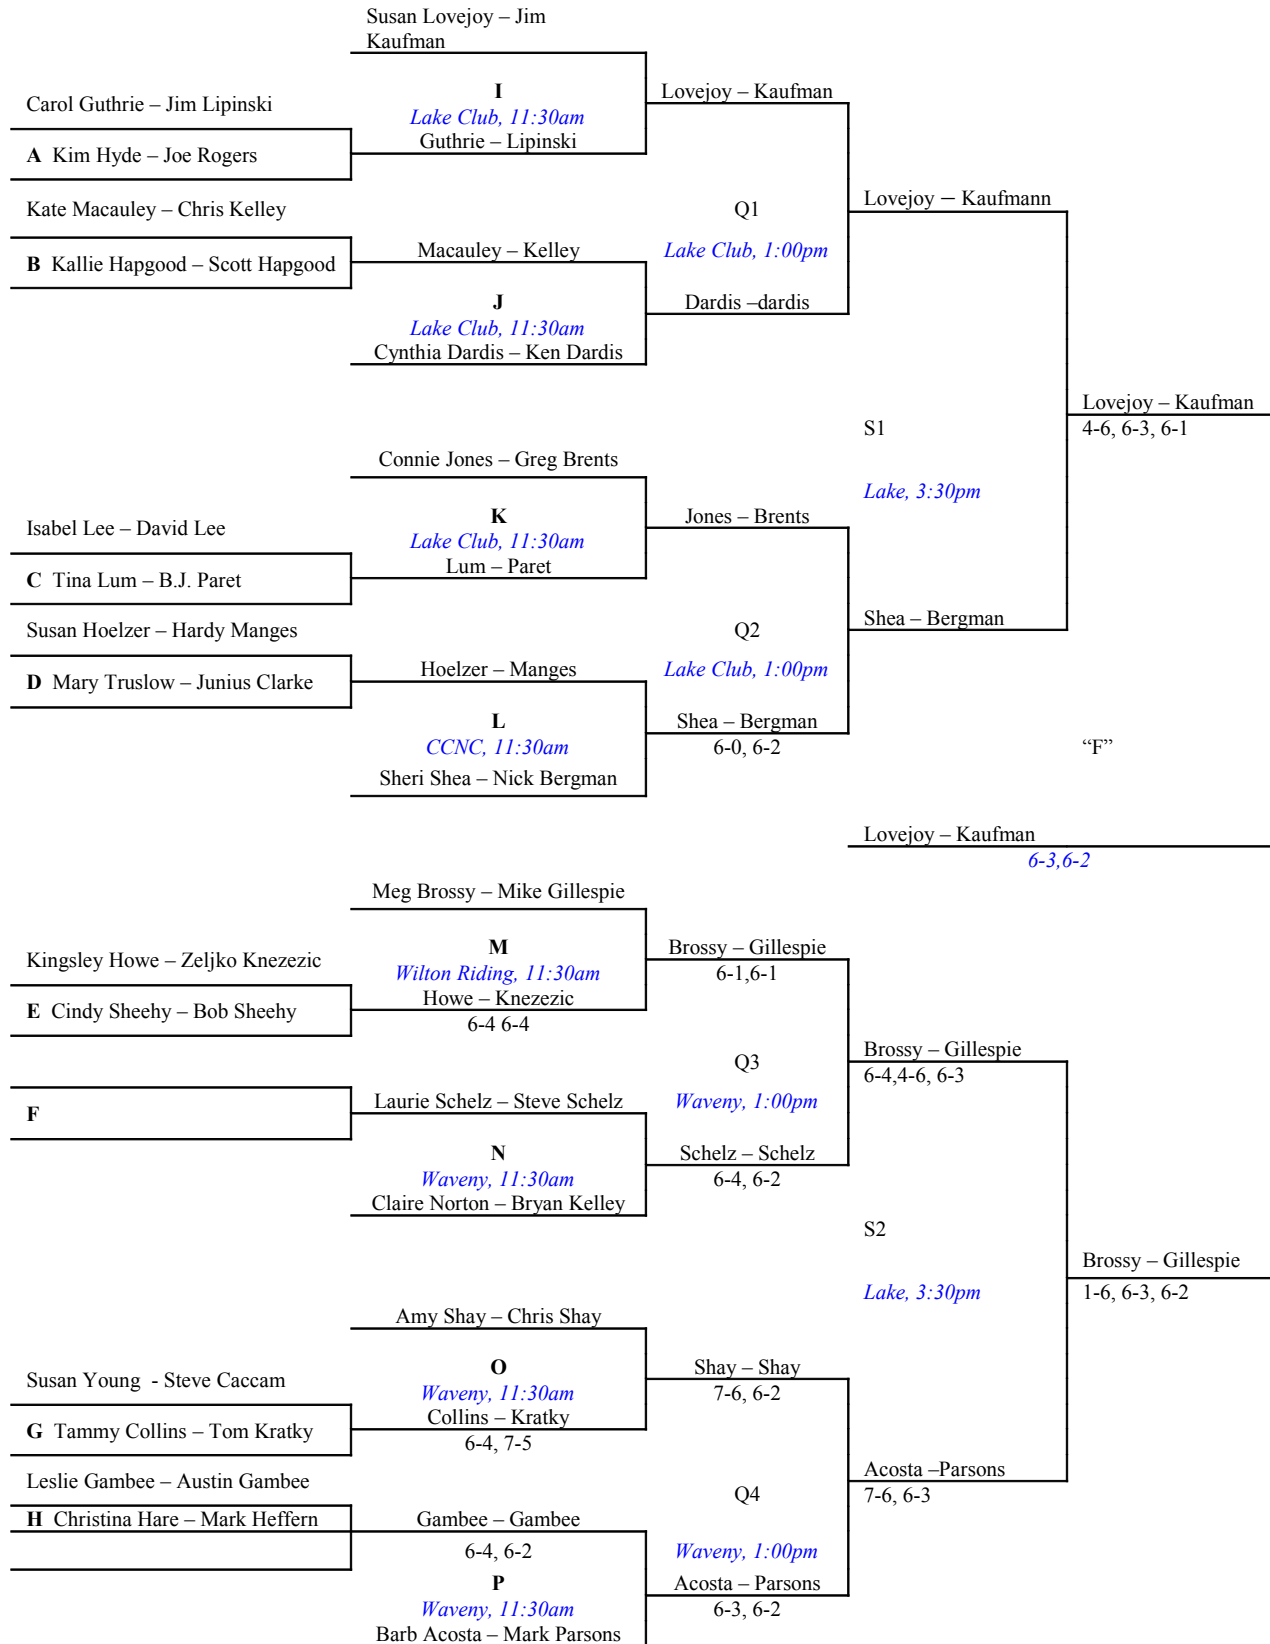 Susan Lovejoy – Jim
Kaufman
I
Lake Club, 11:30am
Carol Guthrie – Jim Lipinski
Guthrie – Lipinski
A Kim Hyde – Joe Rogers
Lovejoy – Kaufman
Kate Macauley – Chris Kelley
Macauley – Kelley
B Kallie Hapgood – Scott Hapgood
Q1
Lake Club, 1:00pm
Lovejoy – Kaufmann
J
Lake Club, 11:30am
Cynthia Dardis – Ken Dardis
Dardis –dardis
Lovejoy – Kaufman
4-6, 6-3, 6-1
S1
Lake, 3:30pm
Connie Jones – Greg Brents
K
Lake Club, 11:30am
Isabel Lee – David Lee
Lum – Paret
C Tina Lum – B.J. Paret
Jones – Brents
Susan Hoelzer – Hardy Manges
Hoelzer – Manges
D Mary Truslow – Junius Clarke
Q2
Lake Club, 1:00pm
Shea – Bergman
L
CCNC, 11:30am
Sheri Shea – Nick Bergman
Shea – Bergman
6-0, 6-2
“F”
Lovejoy – Kaufman
6-3,6-2
Meg Brossy – Mike Gillespie
M
Wilton Riding, 11:30am
Kingsley Howe – Zeljko Knezezic
Howe – Knezezic
6-4 6-4
E Cindy Sheehy – Bob Sheehy
Brossy – Gillespie
6-1,6-1
F
Laurie Schelz – Steve Schelz
Q3
Waveny, 1:00pm
Brossy – Gillespie
6-4,4-6, 6-3
N
Waveny, 11:30am
Claire Norton – Bryan Kelley
Schelz – Schelz
6-4, 6-2
S2
Lake, 3:30pm
Brossy – Gillespie
1-6, 6-3, 6-2
Amy Shay – Chris Shay
O
Waveny, 11:30am
Susan Young - Steve Caccam
Collins – Kratky
6-4, 7-5
G Tammy Collins – Tom Kratky
Shay – Shay
7-6, 6-2
Leslie Gambee – Austin Gambee
H Christina Hare – Mark Heffern
Gambee – Gambee
6-4, 6-2
Q4
Waveny, 1:00pm
Acosta –Parsons
7-6, 6-3
P
Waveny, 11:30am
Barb Acosta – Mark Parsons
Acosta – Parsons
6-3, 6-2